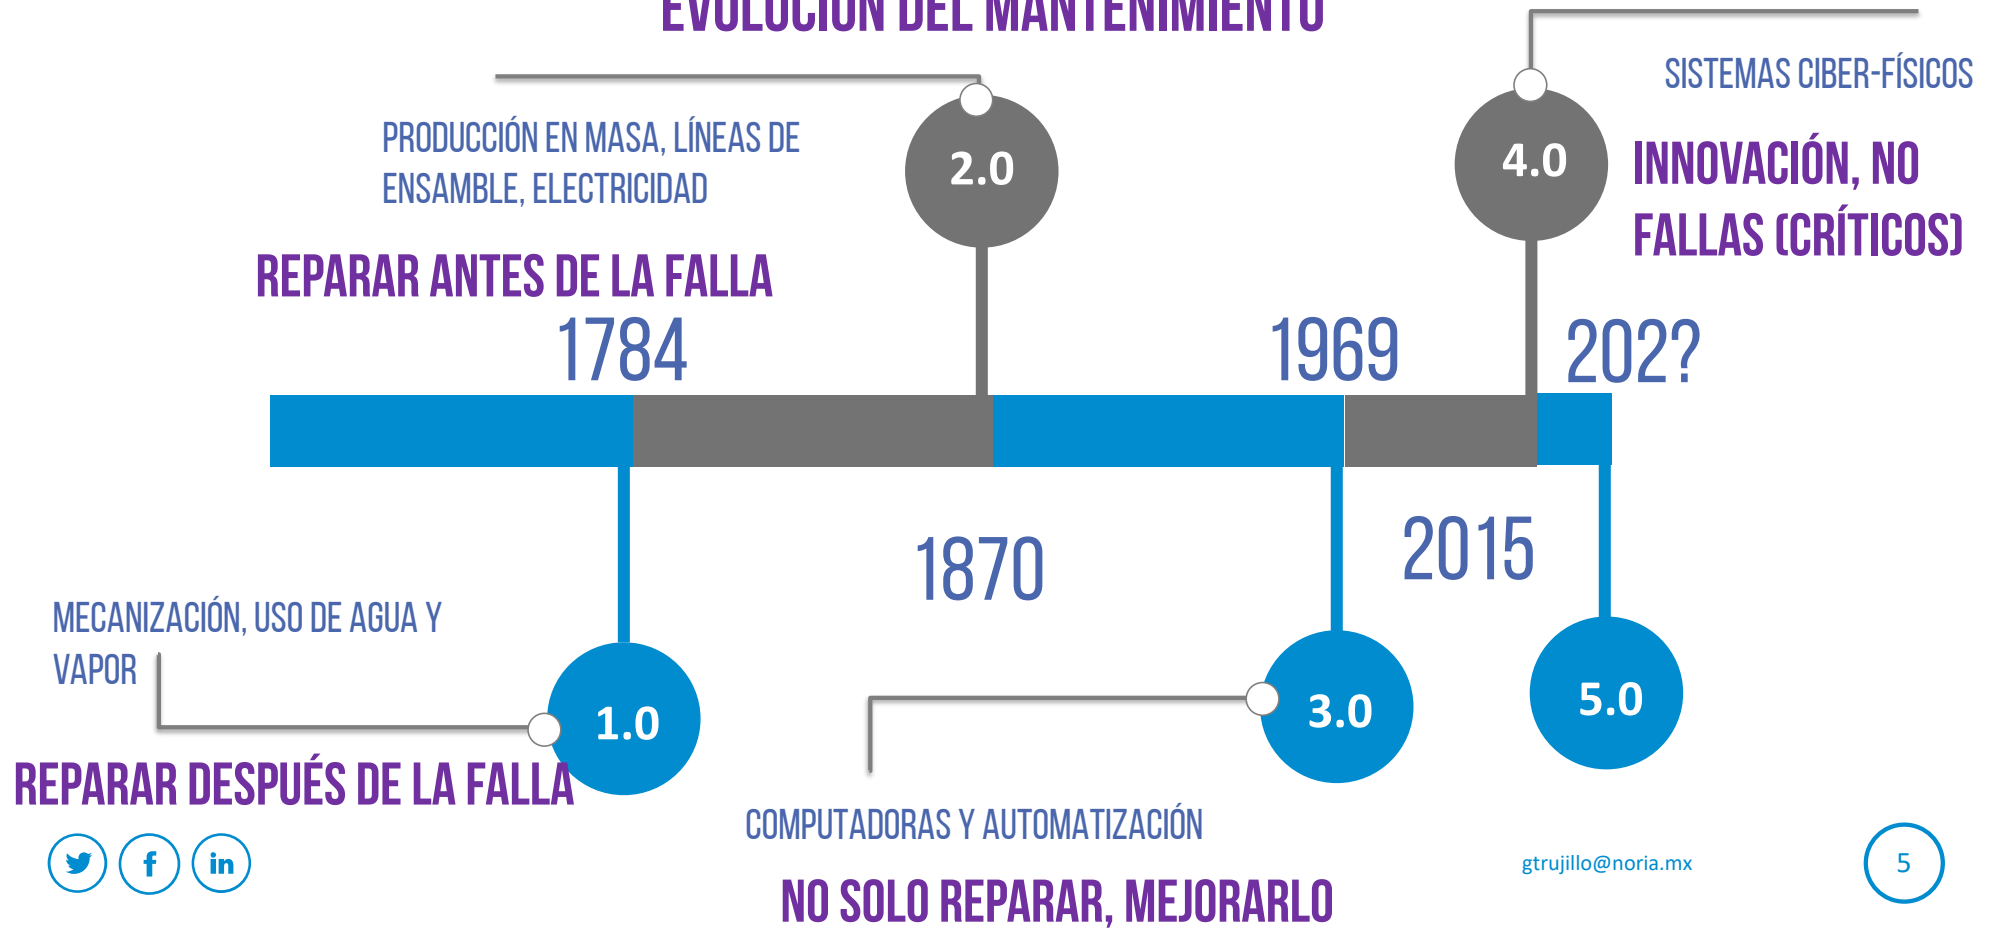 EVOLUCIÓN DEL MANTENIMIENTO
SISTEMAS CIBER-FÍSICOS
PRODUCCIÓN EN MASA, LÍNEAS DE
ENSAMBLE, ELECTRICIDAD
2.0
4.0
INNOVACIÓN, NO
FALLAS (CRÍTICOS)
REPARAR ANTES DE LA FALLA
1784
1969
202?
1870
2015
MECANIZACIÓN, USO DE AGUA Y
VAPOR
1.0
3.0
5.0
REPARAR DESPUÉS DE LA FALLA
COMPUTADORAS Y AUTOMATIZACIÓN
NO SOLO REPARAR, MEJORARLO
f
in
gtrujillo@noria.mx
5